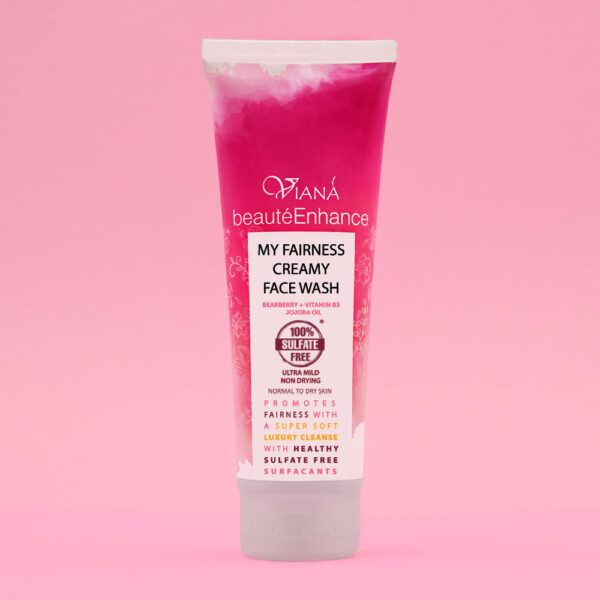 VIANÁ
beautéEnhance
MY FAIRNESS
CREAMY
FACE WASH
BEARBERRY + VITAMIN B3
JOJOBA OIL
100%*
SULFATE
FREE
ULTRA MILD
NON DRYING
NORMAL TO DRY SKIN
PROMOTES
FAIRNESS WITH
A SUPER SOFT
LUXURY CLEANSE
WITH HEALTHY
SULFATE FREE
SURFACANTS